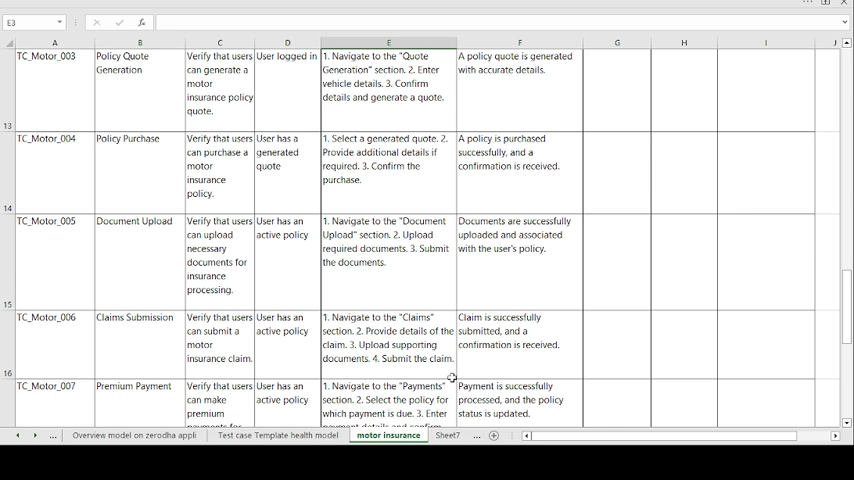 E3
fx
A B C D E F G H I J
TC_Motor_003
Policy Quote
Generation
Verify that users
can generate a
motor
insurance policy
quote.
User logged in
1. Navigate to the "Quote
Generation" section. 2. Enter
vehicle details. 3. Confirm
details and generate a quote.
A policy quote is generated
with accurate details.
13
TC_Motor_004
Policy Purchase
Verify that users
can purchase a
motor
insurance
policy.
User has a
generated
quote
1. Select a generated quote. 2.
Provide additional details if
required. 3. Confirm the
purchase.
A policy is purchased
successfully, and a
confirmation is received.
14
TC_Motor_005
Document Upload
Verify that users
can upload
necessary
documents for
insurance
processing.
User has an
active policy
1. Navigate to the "Document
Upload" section. 2. Upload
required documents. 3. Submit
the documents.
Documents are successfully
uploaded and associated
with the user's policy.
15
TC_Motor_006
Claims Submission
Verify that users
can submit a
motor
insurance claim.
User has an
active policy
1. Navigate to the "Claims"
section. 2. Provide details of the
claim. 3. Upload supporting
documents. 4. Submit the claim.
Claim is successfully
submitted, and a
confirmation is received.
16
TC_Motor_007
Premium Payment
Verify that users
can make
premium
payments for
User has an
active policy
1. Navigate to the "Payments"
section. 2. Select the policy for
which payment is due. 3. Enter
payment details and confirm
Payment is successfully
processed, and the policy
status is updated.
... Overview model on zerodha appli Test case Template health model motor insurance Sheet7 ...